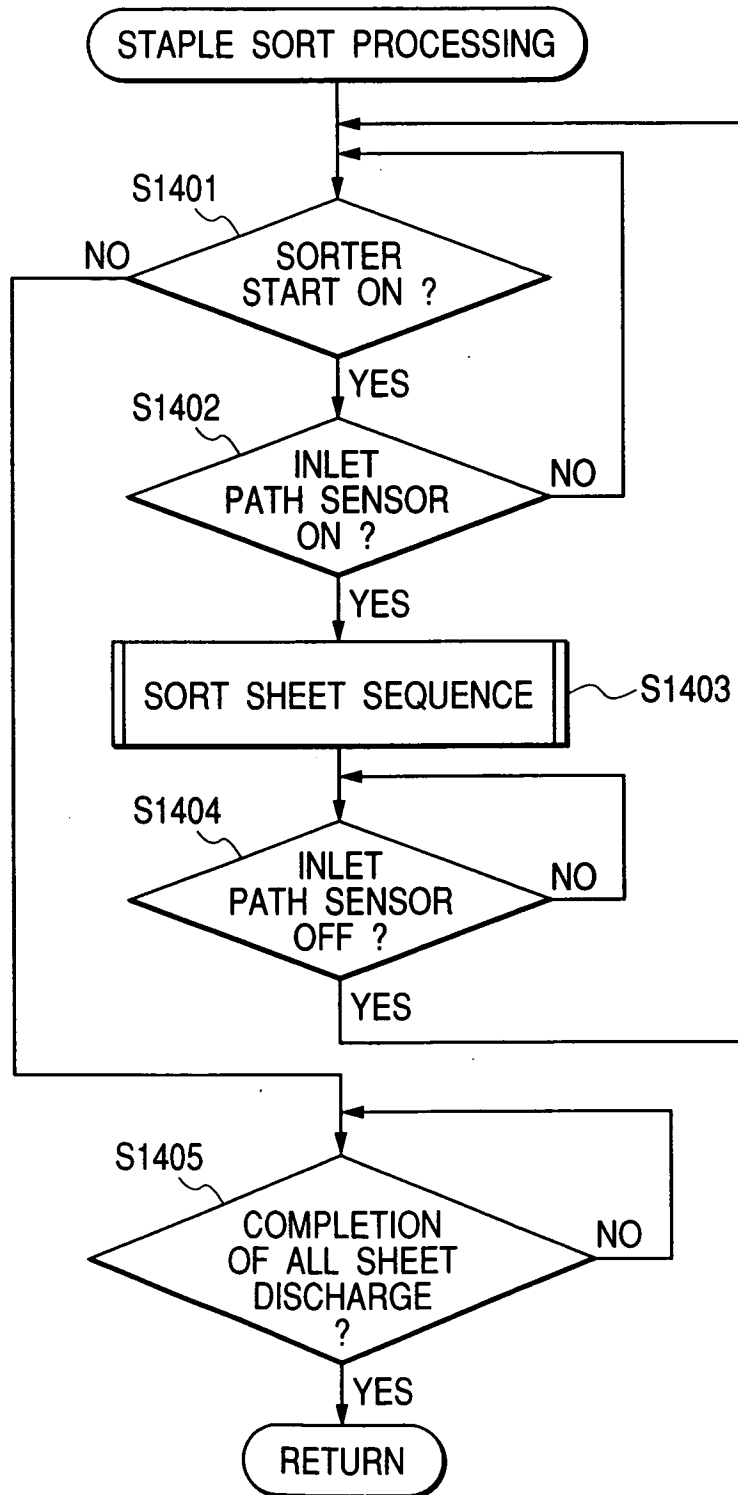 STAPLE SORT PROCESSING
S1401
NO
SORTER
START ON ?
YES
S1402
INLET
PATH SENSOR
ON ?
NO
YES
SORT SHEET SEQUENCE
S1403
S1404
INLET
PATH SENSOR
OFF ?
NO
YES
S1405
COMPLETION
OF ALL SHEET
DISCHARGE
?
NO
YES
RETURN